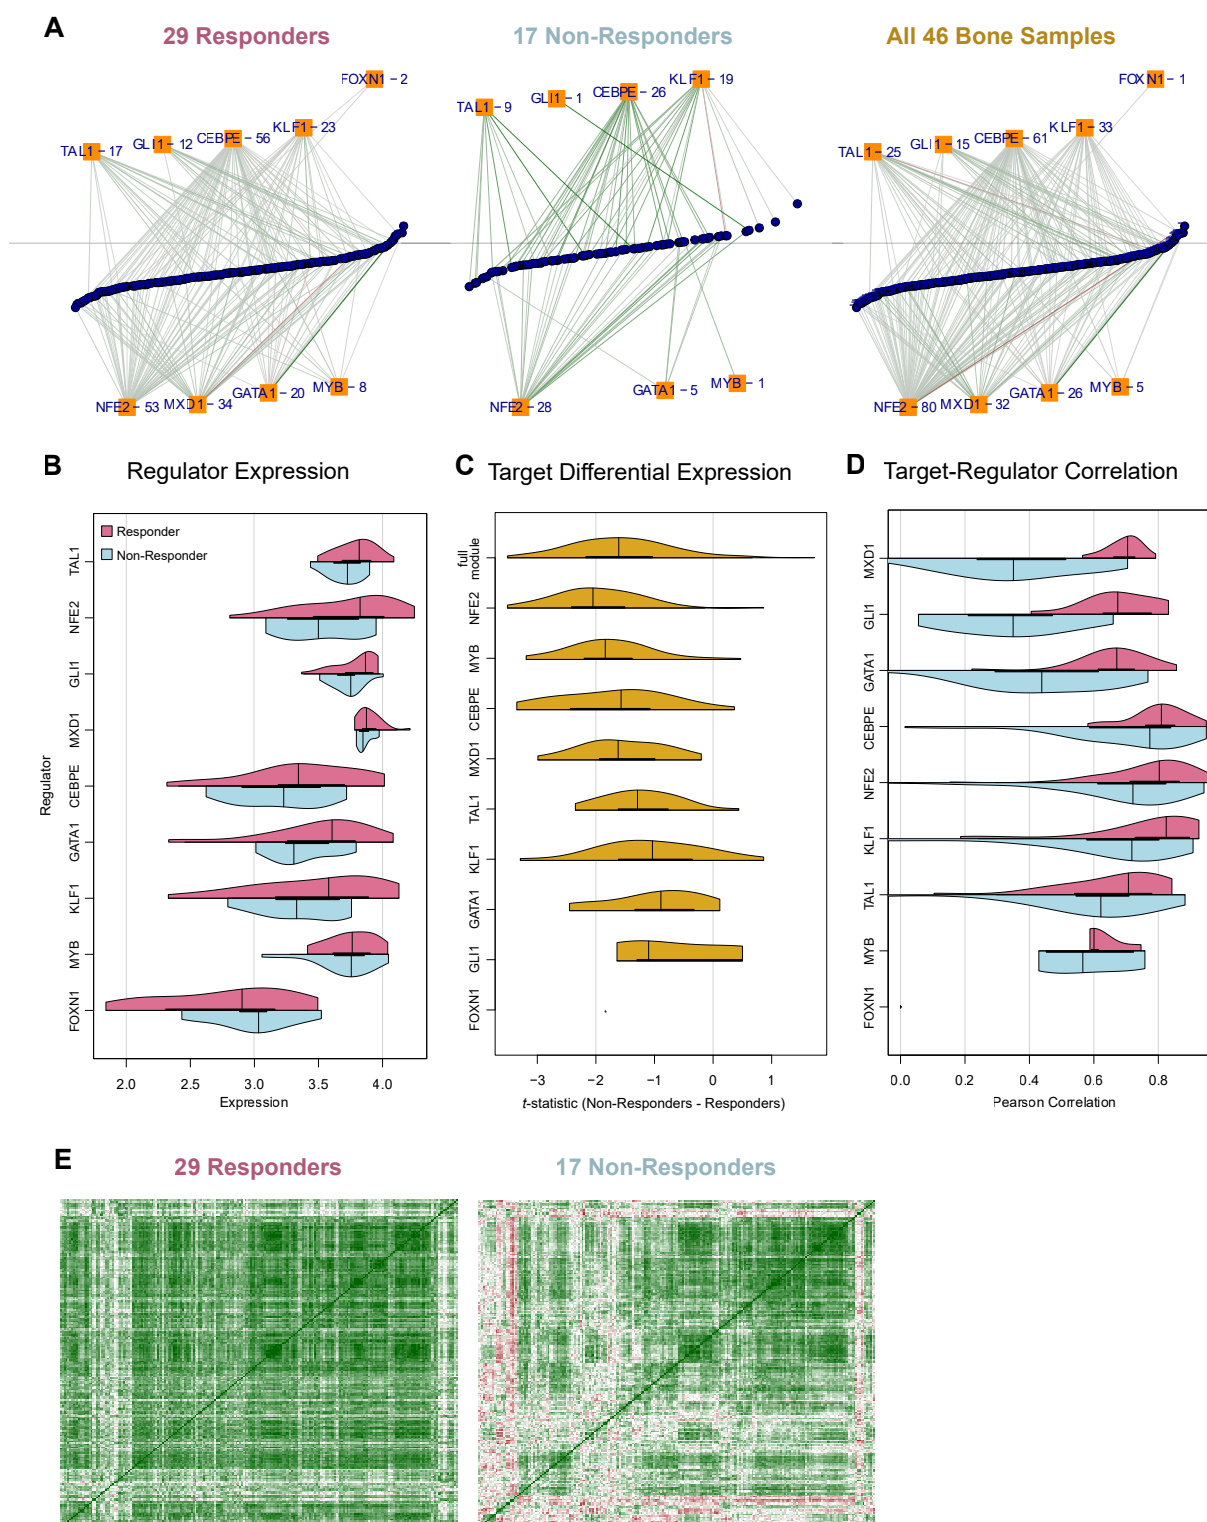 A
29 Responders
17 Non-Responders
All 46 Bone Samples
FOXN1 - 2
TAL1 - 17
GLI1 - 12
CEBPE - 56
KLF1 - 23
NFE2 - 53
MXD1 - 34
GATA1 - 20
MYB - 8
TAL1 - 9
GLI1 - 1
CEBPE - 26
KLF1 - 19
NFE2 - 28
GATA1 - 5
MYB - 1
FOXN1 - 1
TAL1 - 25
GLI1 - 15
CEBPE - 61
KLF1 - 33
NFE2 - 80
MXD1 - 32
GATA1 - 26
MYB - 5
B
Regulator Expression
Responder
Non-Responder
Regulator
TAL1
NFE2
GLI1
MXD1
CEBPE
GATA1
KLF1
MYB
FOXN1
2.0 2.5 3.0 3.5 4.0
Expression
C
Target Differential Expression
full
module
NFE2
MYB
CEBPE
MXD1
TAL1
KLF1
GATA1
GLI1
FOXN1
−3 −2 −1 0 1
t-statistic (Non-Responders - Responders)
D
Target-Regulator Correlation
MXD1
GLI1
GATA1
CEBPE
NFE2
KLF1
TAL1
MYB
FOXN1
0.0 0.2 0.4 0.6 0.8
Pearson Correlation
E
29 Responders
17 Non-Responders